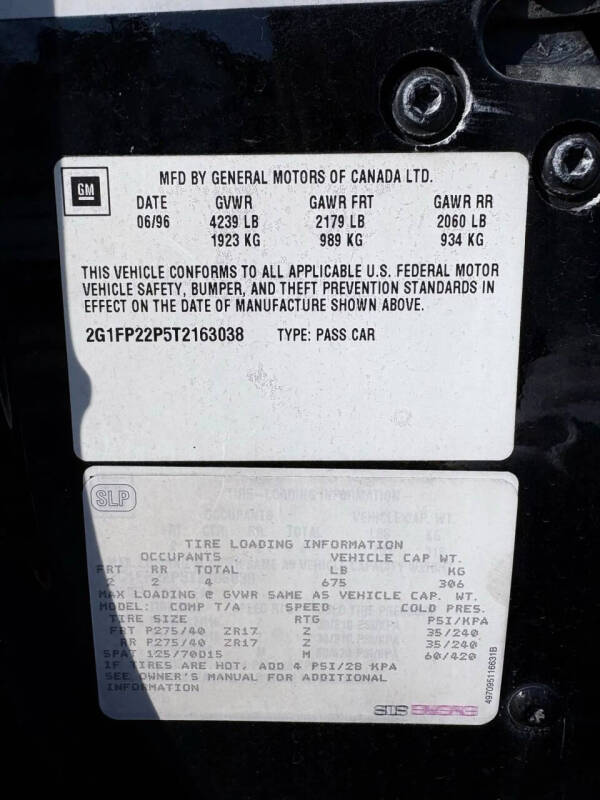 GM
MFD BY GENERAL MOTORS OF CANADA LTD.
DATE GVWR GAWR FRT GAWR RR
06/96 4239 LB 2179 LB 2060 LB
1923 KG 989 KG 934 KG
THIS VEHICLE CONFORMS TO ALL APPLICABLE U.S. FEDERAL MOTOR
VEHICLE SAFETY, BUMPER, AND THEFT PREVENTION STANDARDS IN
EFFECT ON THE DATE OF MANUFACTURE SHOWN ABOVE.
2G1FP22P5T2163038 TYPE: PASS CAR
SLP
TIRE LOADING INFORMATION
OCCUPANTS VEHICLE CAP WT.
FRT RR TOTAL LB KG
2 2 4 675 306
MAX LOADING @ GVWR SAME AS VEHICLE CAP. WT.
MODEL: COMP T/A SPEED COLD PRES.
TIRE SIZE RTG PSI/KPA
FRT P275/40 ZR17 Z 35/240
RR P275/40 ZR17 Z 35/240
SPAT 125/70D15 M 60/420
IF TIRES ARE HOT, ADD 4 PSI/28 KPA
SEE OWNER'S MANUAL FOR ADDITIONAL
INFORMATION
497095116631B